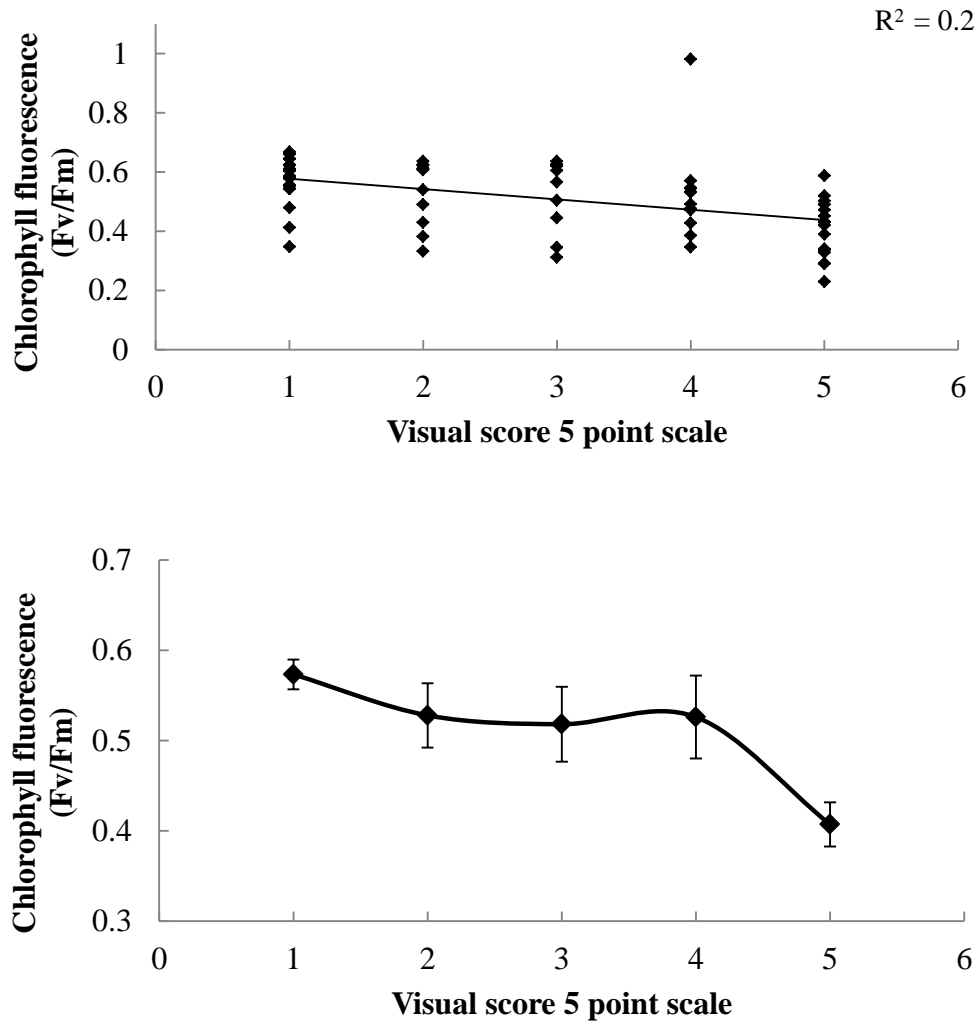 R² = 0.2
Chlorophyll fluorescence
(Fv/Fm)
1
0.8
0.6
0.4
0.2
0
0 1 2 3 4 5 6
Visual score 5 point scale
Chlorophyll fluorescence
(Fv/Fm)
0.7
0.6
0.5
0.4
0.3
0 1 2 3 4 5 6
Visual score 5 point scale